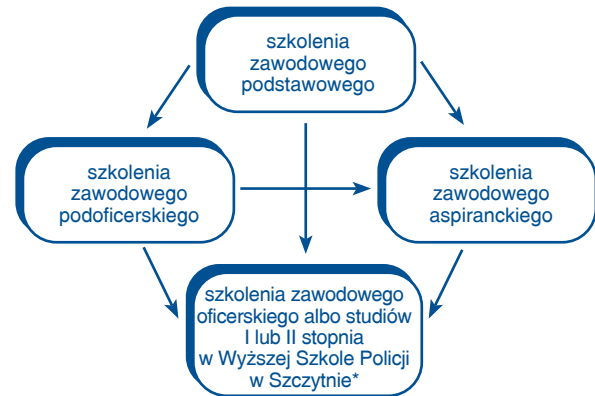 szkolenia
zawodowego
podstawowego
szkolenia
zawodowego
podoficerskiego
szkolenia
zawodowego
aspiranckiego
szkolenia zawodowego
oficerskiego albo studiów
I lub II stopnia
w Wyższej Szkole Policji
w Szczytnie*